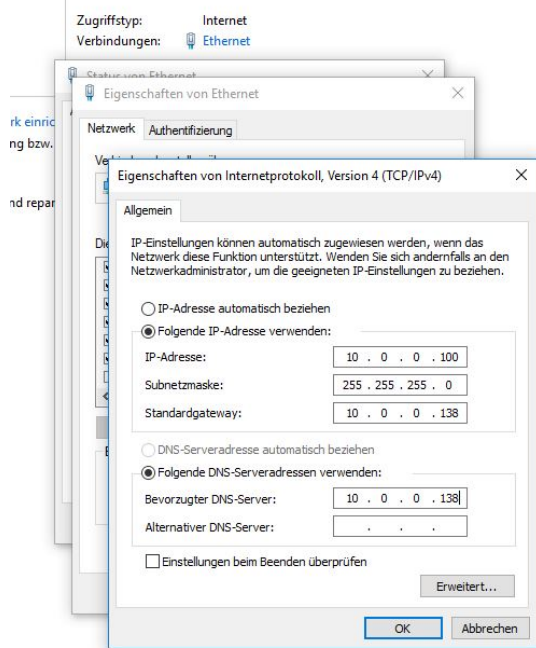 Zugriffstyp: Internet
Verbindungen: Ethernet
Status von Ethernet
Eigenschaften von Ethernet
rk einric
ng bzw.
nd repar
Netzwerk Authentifizierung
Eigenschaften von Internetprotokoll, Version 4 (TCP/IPv4)
Allgemein
IP-Einstellungen können automatisch zugewiesen werden, wenn das
Netzwerk diese Funktion unterstützt. Wenden Sie sich andernfalls an den
Netzwerkadministrator, um die geeigneten IP-Einstellungen zu beziehen.
IP-Adresse automatisch beziehen
Folgende IP-Adresse verwenden:
IP-Adresse: 10 . 0 . 0 . 100
Subnetzmaske: 255 . 255 . 255 . 0
Standardgateway: 10 . 0 . 0 . 138
DNS-Serveradresse automatisch beziehen
Folgende DNS-Serveradressen verwenden:
Bevorzugter DNS-Server: 10 . 0 . 0 . 138
Alternativer DNS-Server: . . .
Einstellungen beim Beenden überprüfen
Erweitert...
OK Abbrechen